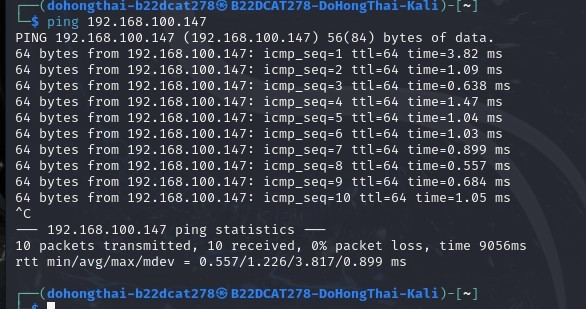 ┌──(dohongthai-b22dcat278㉿B22DCAT278-DoHongThai-Kali)-[~]
└─$ ping 192.168.100.147
PING 192.168.100.147 (192.168.100.147) 56(84) bytes of data.
64 bytes from 192.168.100.147: icmp_seq=1 ttl=64 time=3.82 ms
64 bytes from 192.168.100.147: icmp_seq=2 ttl=64 time=1.09 ms
64 bytes from 192.168.100.147: icmp_seq=3 ttl=64 time=0.638 ms
64 bytes from 192.168.100.147: icmp_seq=4 ttl=64 time=1.47 ms
64 bytes from 192.168.100.147: icmp_seq=5 ttl=64 time=1.04 ms
64 bytes from 192.168.100.147: icmp_seq=6 ttl=64 time=1.03 ms
64 bytes from 192.168.100.147: icmp_seq=7 ttl=64 time=0.899 ms
64 bytes from 192.168.100.147: icmp_seq=8 ttl=64 time=0.557 ms
64 bytes from 192.168.100.147: icmp_seq=9 ttl=64 time=0.684 ms
64 bytes from 192.168.100.147: icmp_seq=10 ttl=64 time=1.05 ms
^C
--- 192.168.100.147 ping statistics ---
10 packets transmitted, 10 received, 0% packet loss, time 9056ms
rtt min/avg/max/mdev = 0.557/1.226/3.817/0.899 ms
┌──(dohongthai-b22dcat278㉿B22DCAT278-DoHongThai-Kali)-[~]
└─$